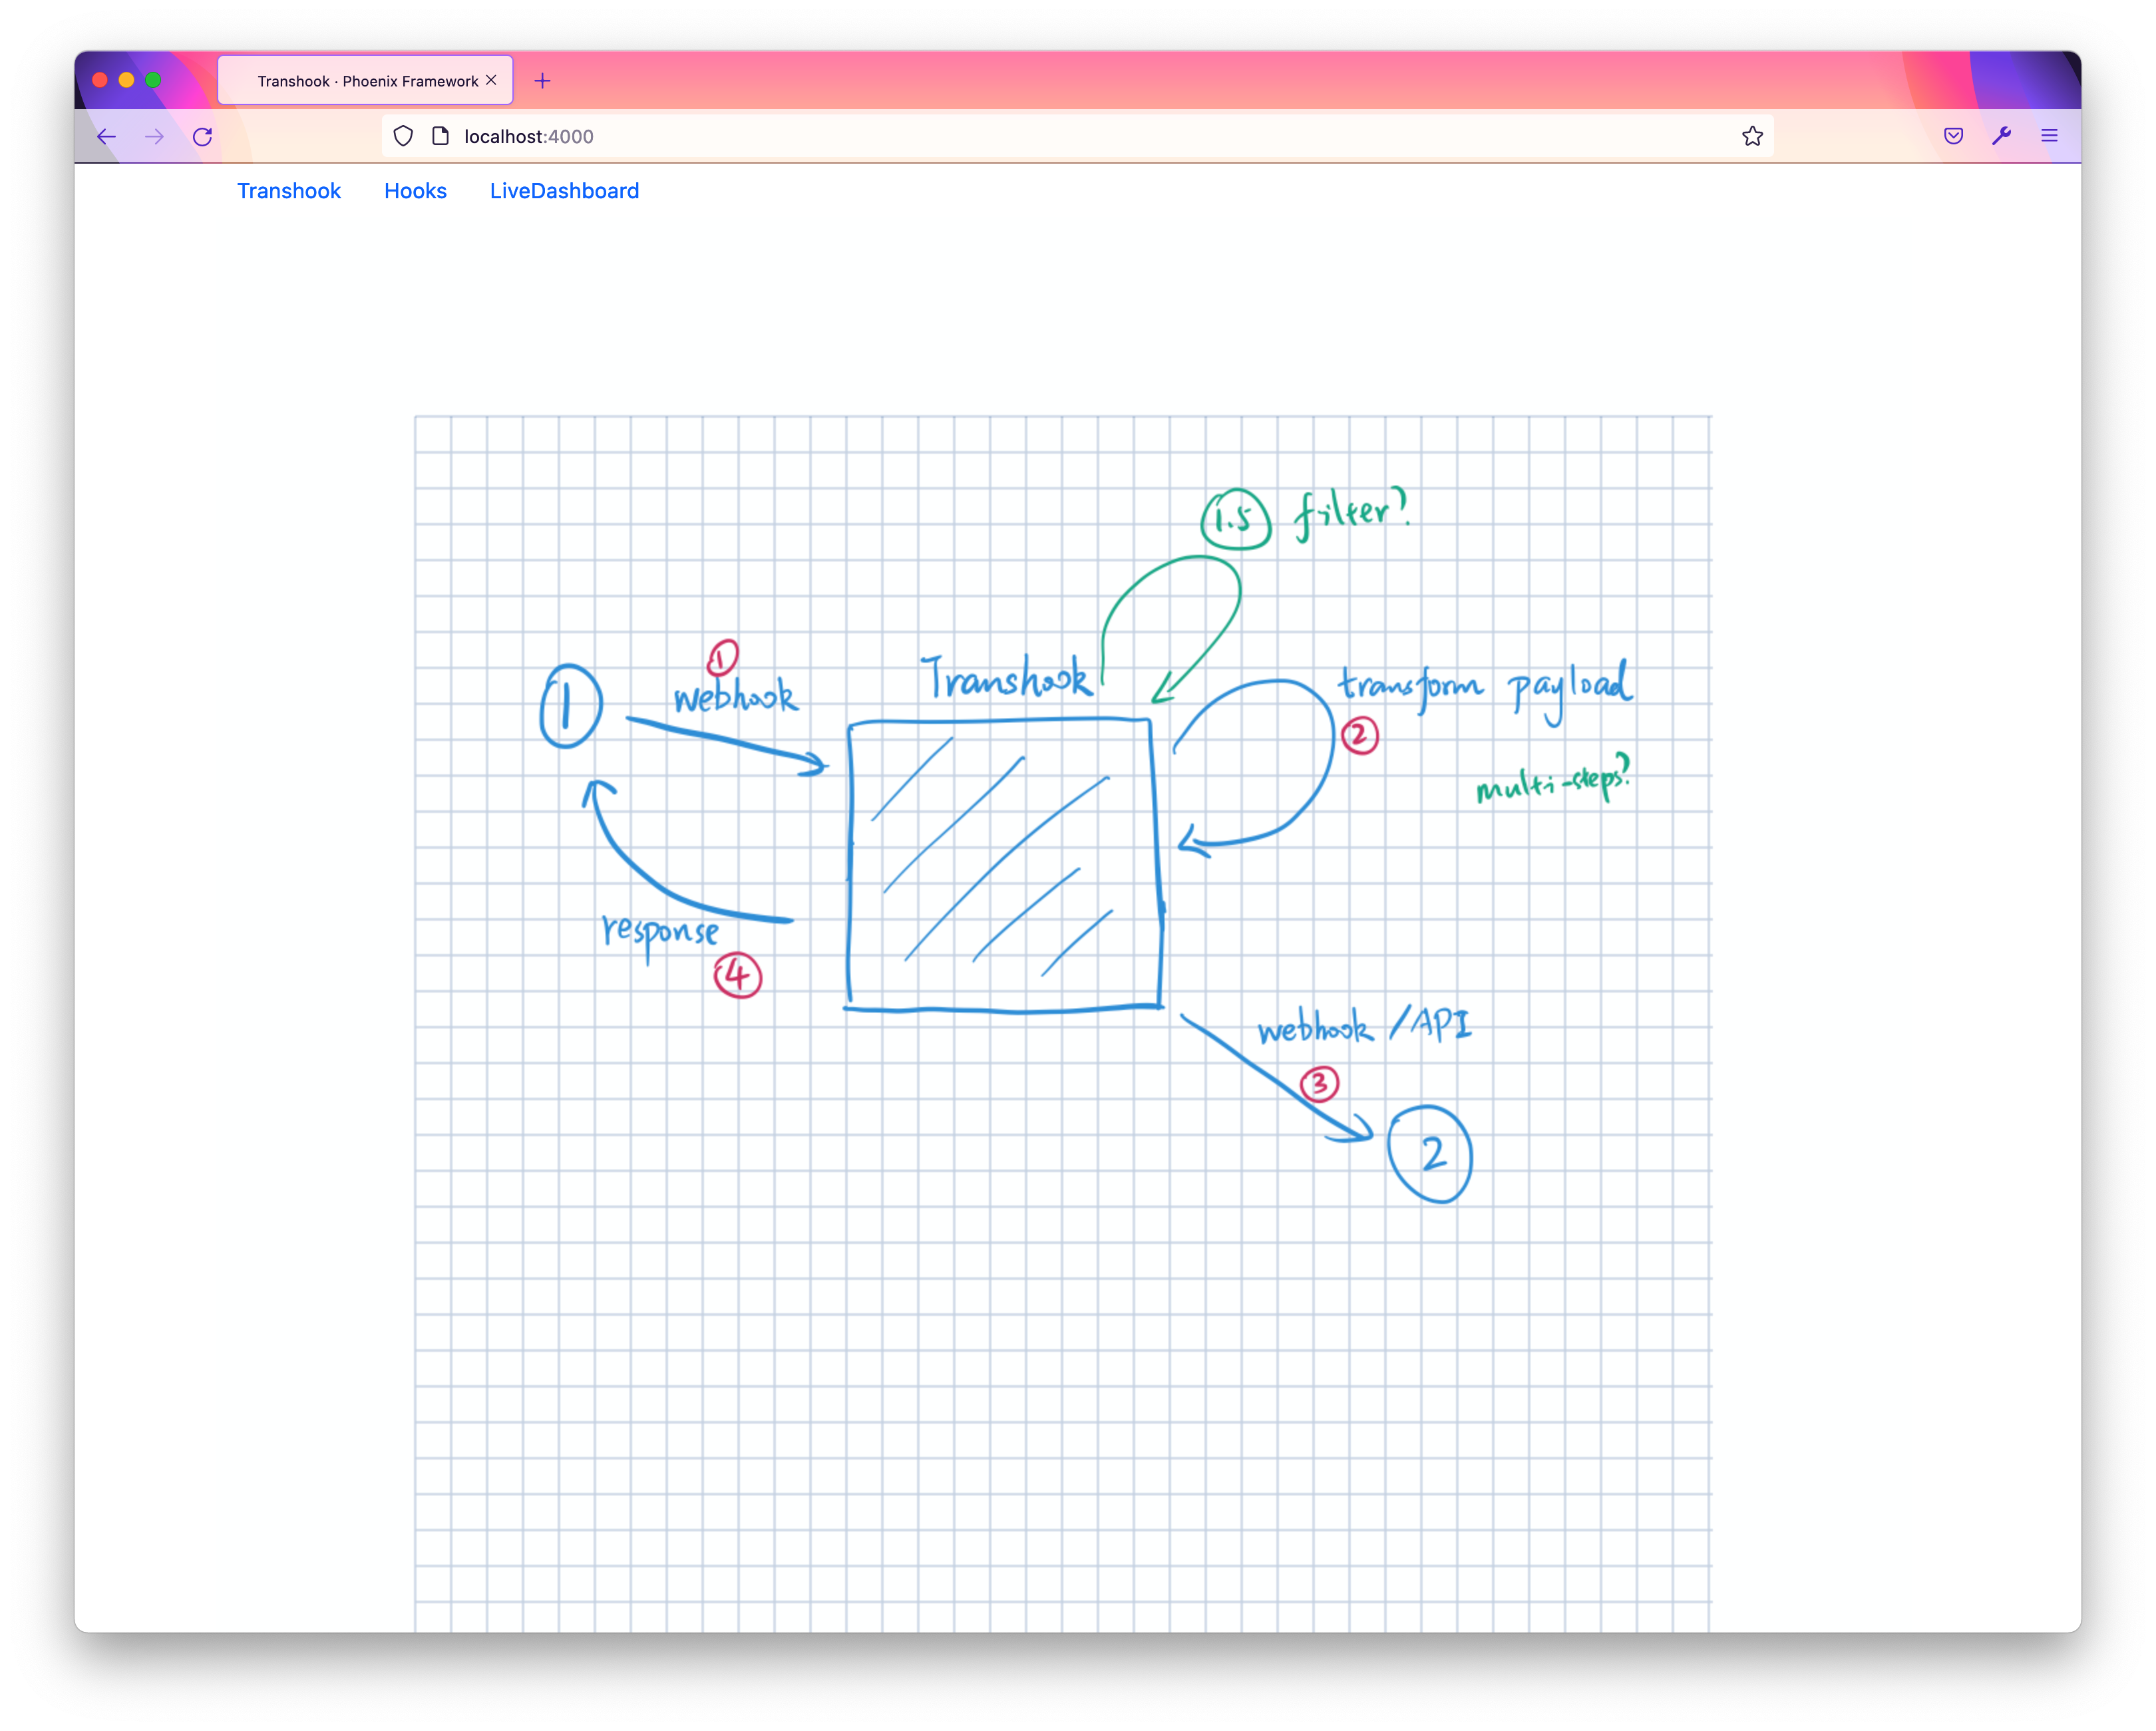 Transhook · Phoenix Framework
localhost:4000
Transhook Hooks LiveDashboard
1.5 filter?
1
webhook
1
Transhook
transform payload
2
multi-steps?
response
4
webhook / API
3
2